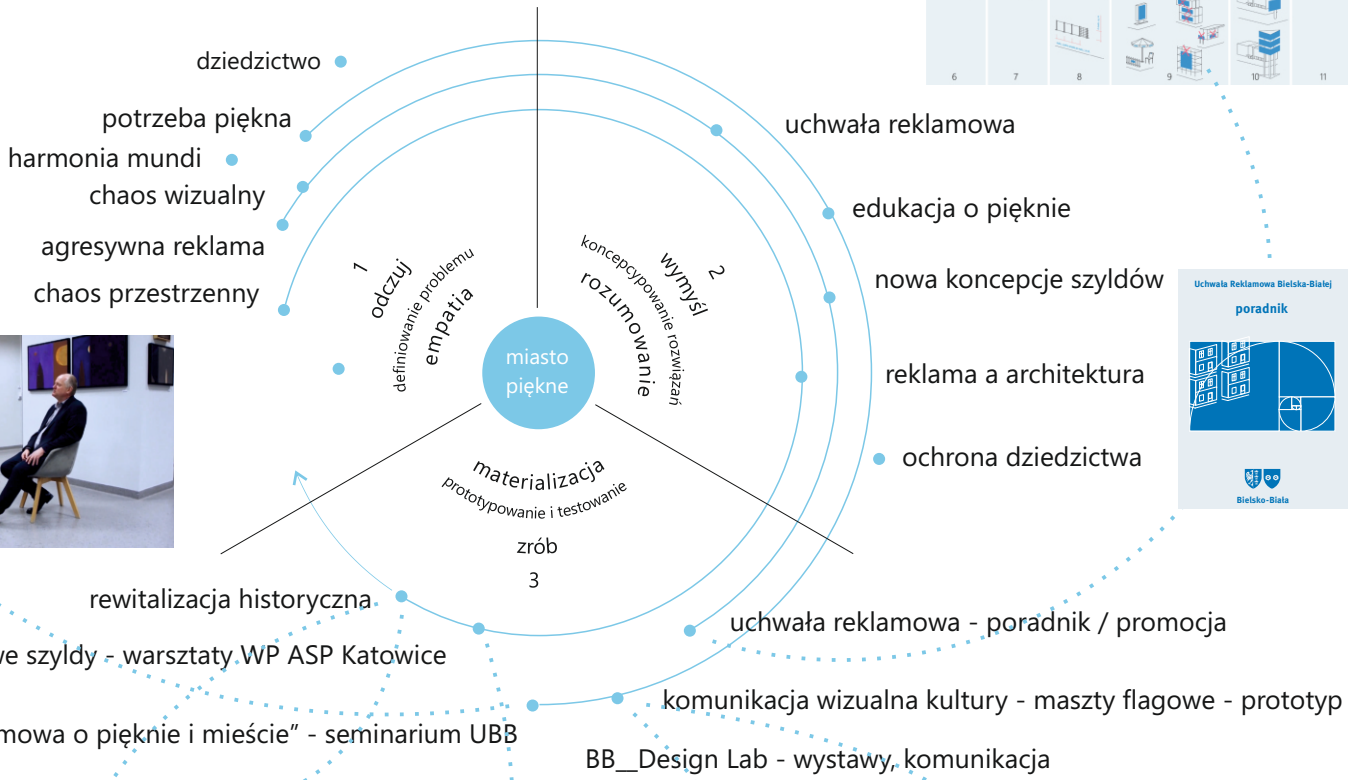 6 7 8 9 10 11
dziedzictwo
potrzeba piękna
harmonia mundi
chaos wizualny
agresywna reklama
chaos przestrzenny
uchwała reklamowa
edukacja o pięknie
nowa koncepcje szyldów
reklama a architektura
ochrona dziedzictwa
1
odczuj
definiowanie problemu
empatia
2
wymyśl
koncepcypowanie rozwiązań
rozumowanie
miasto
piękne
materializacja
prototypowanie i testowanie
zrób
3
Uchwała Reklamowa Bielska-Białej
poradnik
Bielsko-Biała
rewitalizacja historyczna
we szyldy - warsztaty WP ASP Katowice
mowa o pięknie i mieście” - seminarium UBB
uchwała reklamowa - poradnik / promocja
komunikacja wizualna kultury - maszty flagowe - prototyp
BB__Design Lab - wystawy, komunikacja